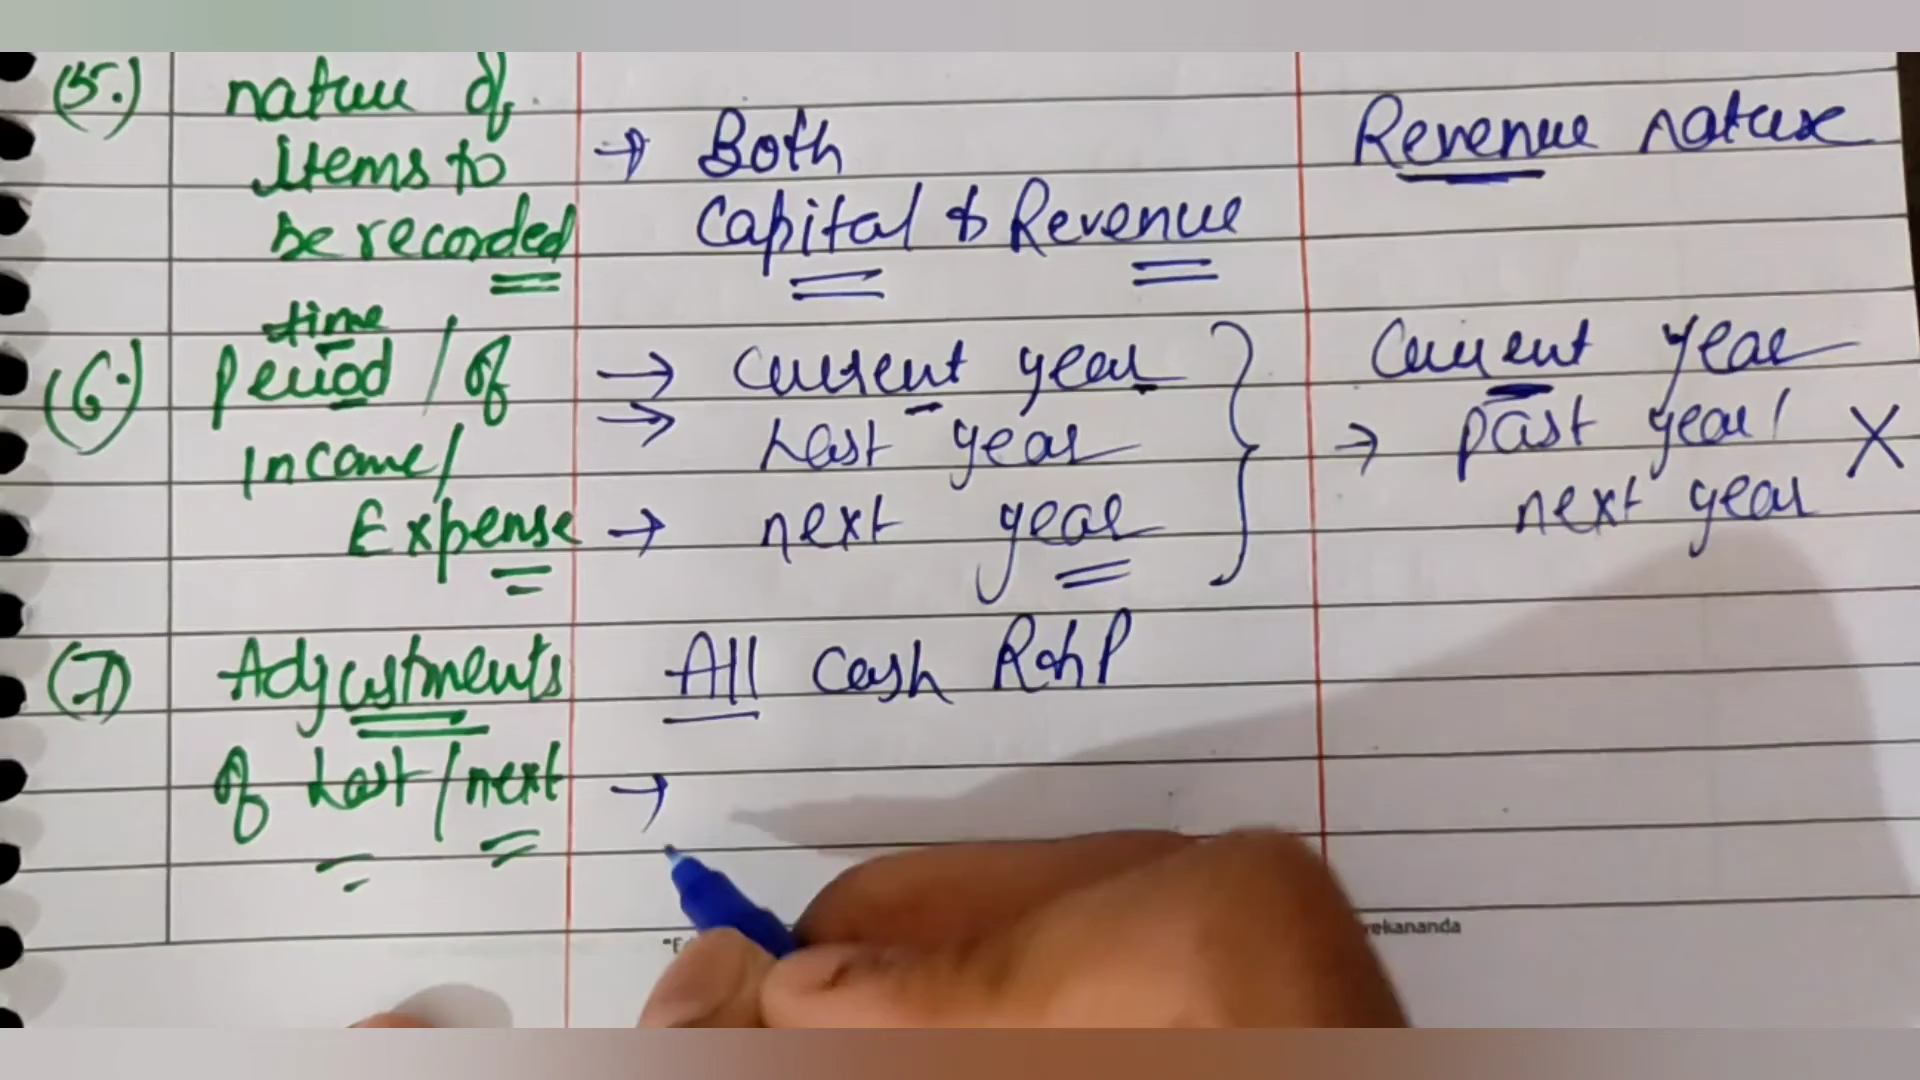 (5.) nature of
items to → Both Revenue nature
be recorded Capital & Revenue
time
(6.) Period / of → current year Current year
Income/ → Last year → past year/ X
Expense → next year next year
(7) Adjustments All Cash R & P
of Last/next →
"E rekananda